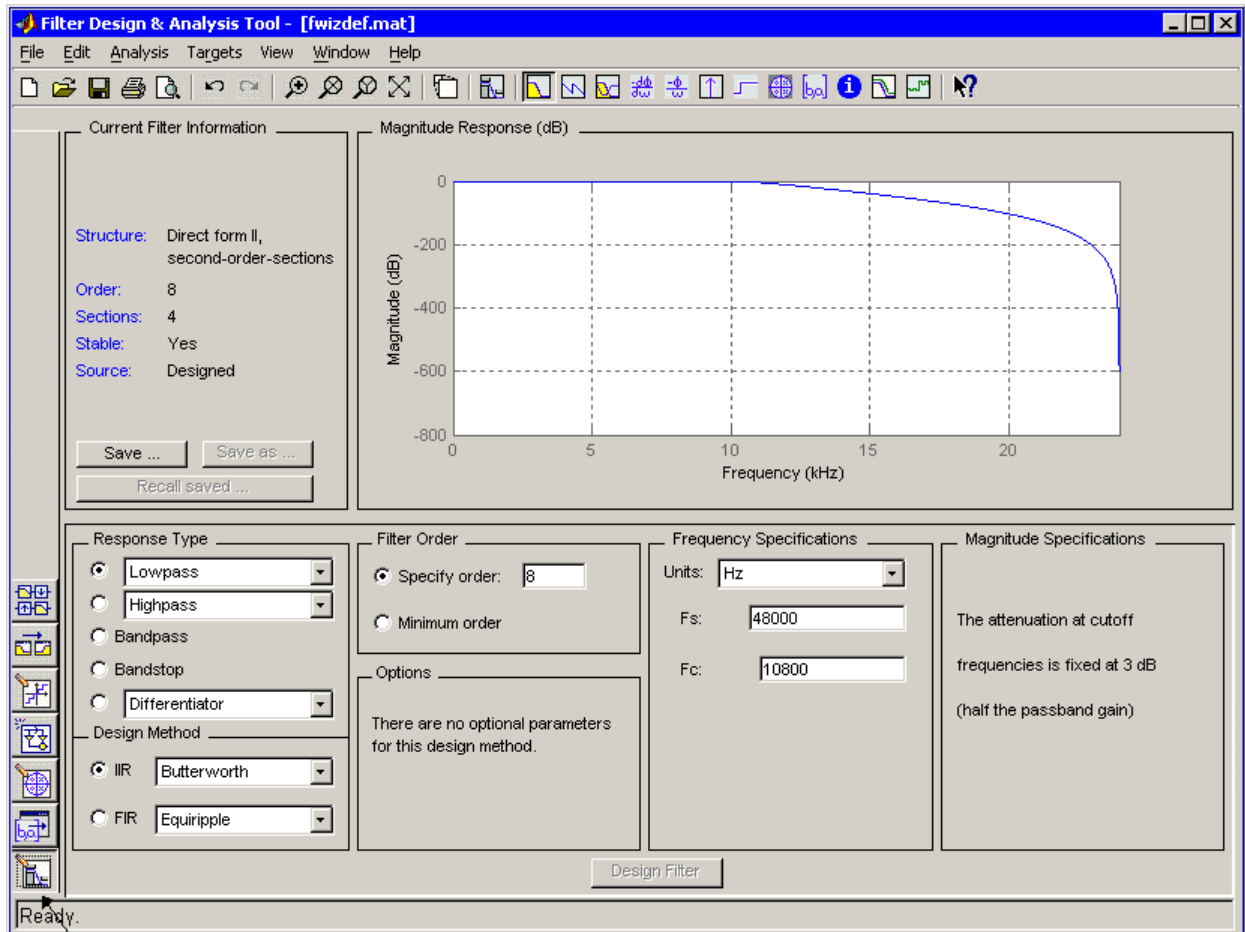 Filter Design & Analysis Tool - [fwizdef.mat]
File Edit Analysis Targets View Window Help
Current Filter Information
Structure: Direct form II,
second-order-sections
Order: 8
Sections: 4
Stable: Yes
Source: Designed
Save ...
Save as ...
Recall saved ...
Magnitude Response (dB)
0
-200
-400
-600
-800
Magnitude (dB)
0 5 10 15 20
Frequency (kHz)
Response Type
Lowpass
Highpass
Bandpass
Bandstop
Differentiator
Design Method
IIR Butterworth
FIR Equiripple
Filter Order
Specify order: 8
Minimum order
Options
There are no optional parameters
for this design method.
Frequency Specifications
Units: Hz
Fs: 48000
Fc: 10800
Magnitude Specifications
The attenuation at cutoff
frequencies is fixed at 3 dB
(half the passband gain)
Design Filter
Ready.